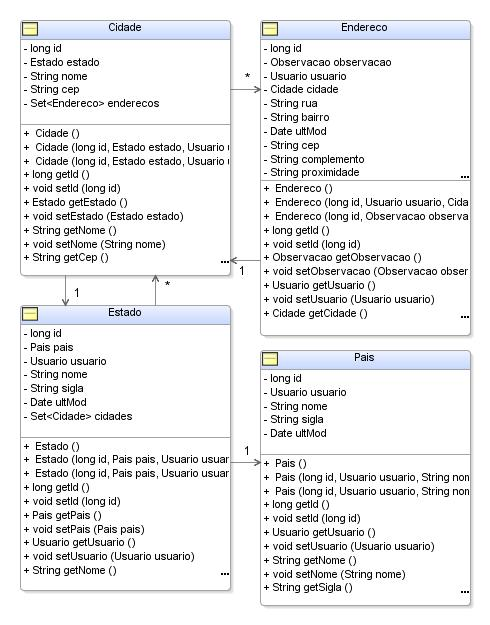 Cidade
- long id
- Estado estado
- String nome
- String cep
- Set<Endereco> enderecos
+ Cidade ()
+ Cidade (long id, Estado estado, Usuario u
+ Cidade (long id, Estado estado, Usuario u
+ long getId ()
+ void setId (long id)
+ Estado getEstado ()
+ void setEstado (Estado estado)
+ String getNome ()
+ void setNome (String nome)
+ String getCep ()
...
*
Endereco
- long id
- Observacao observacao
- Usuario usuario
- Cidade cidade
- String rua
- String bairro
- Date ultMod
- String cep
- String complemento
- String proximidade
...
+ Endereco ()
+ Endereco (long id, Usuario usuario, Cida
+ Endereco (long id, Observacao observa
+ long getId ()
+ void setId (long id)
+ Observacao getObservacao ()
+ void setObservacao (Observacao obser
+ Usuario getUsuario ()
+ void setUsuario (Usuario usuario)
+ Cidade getCidade ()
...
1
1
*
Estado
- long id
- Pais pais
- Usuario usuario
- String nome
- String sigla
- Date ultMod
- Set<Cidade> cidades
+ Estado ()
+ Estado (long id, Pais pais, Usuario usuar
+ Estado (long id, Pais pais, Usuario usuar
+ long getId ()
+ void setId (long id)
+ Pais getPais ()
+ void setPais (Pais pais)
+ Usuario getUsuario ()
+ void setUsuario (Usuario usuario)
+ String getNome ()
...
1
Pais
- long id
- Usuario usuario
- String nome
- String sigla
- Date ultMod
+ Pais ()
+ Pais (long id, Usuario usuario, String non
+ Pais (long id, Usuario usuario, String non
+ long getId ()
+ void setId (long id)
+ Usuario getUsuario ()
+ void setUsuario (Usuario usuario)
+ String getNome ()
+ void setNome (String nome)
+ String getSigla ()
...